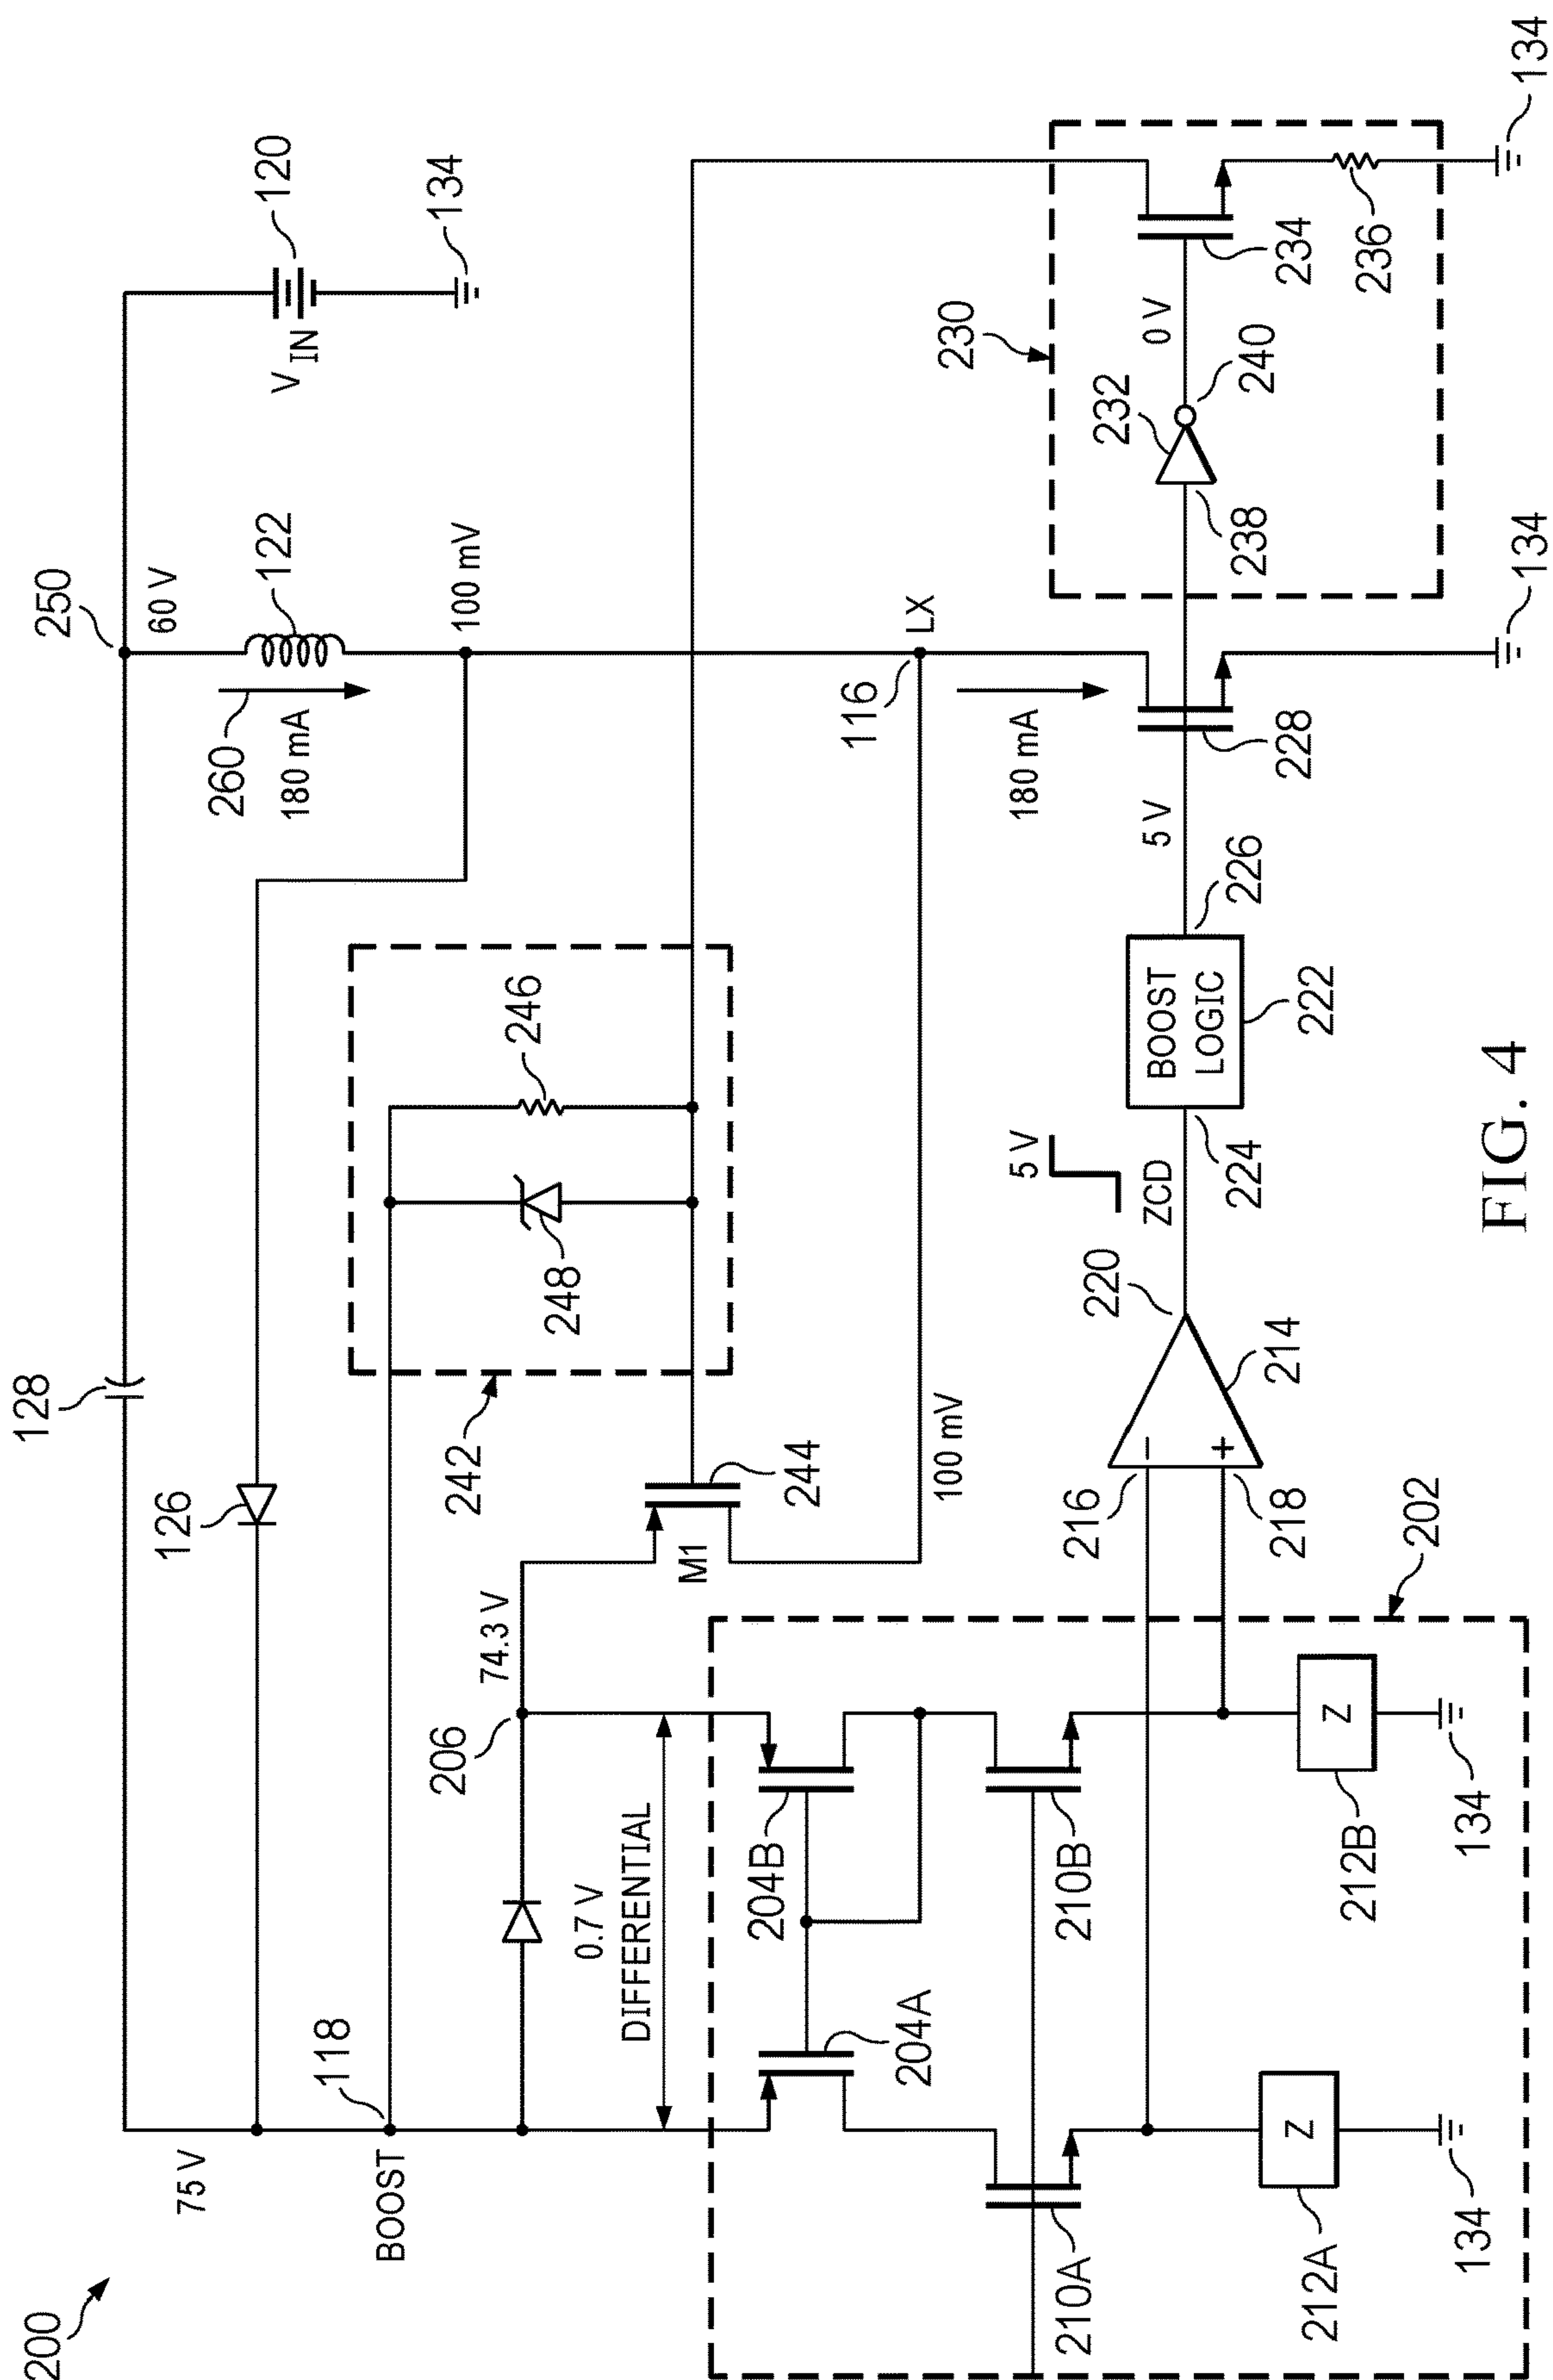 200
75 V
BOOST
118
128
126
250
60 V
122
260
180 mA
100 mV
V IN
120
134
206
74.3 V
0.7 V
DIFFERENTIAL
242
248
246
M1
244
100 mV
116
LX
180 mA
204A
204B
210A
210B
212A
Z
134
212B
Z
134
202
216
218
−
+
214
220
5 V
ZCD
224
BOOST
LOGIC
222
226
5 V
228
134
230
232
238
240
0 V
234
236
134
FIG. 4